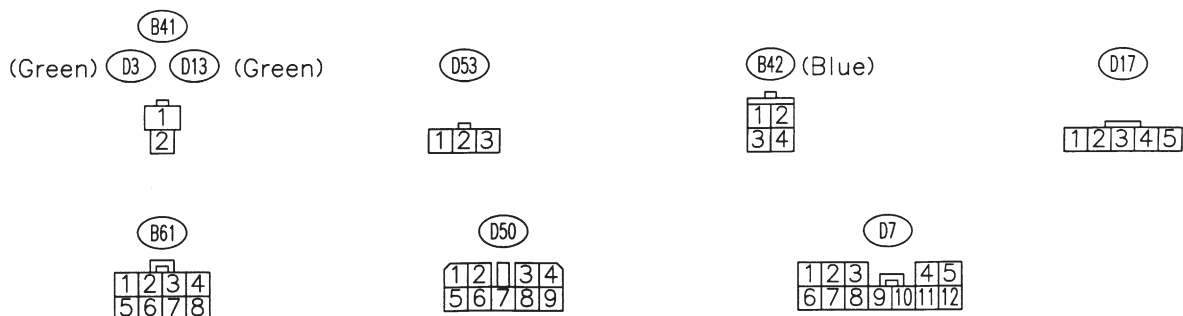 B41
(Green) D3 D13 (Green) D53 B42 (Blue) D17
1
2
1 2 3
1 2
3 4
1 2 3 4 5
B61 D50 D7
1 2 3 4
5 6 7 8
1 2 3 4
5 6 7 8 9
1 2 3 4 5
6 7 8 9 10 11 12